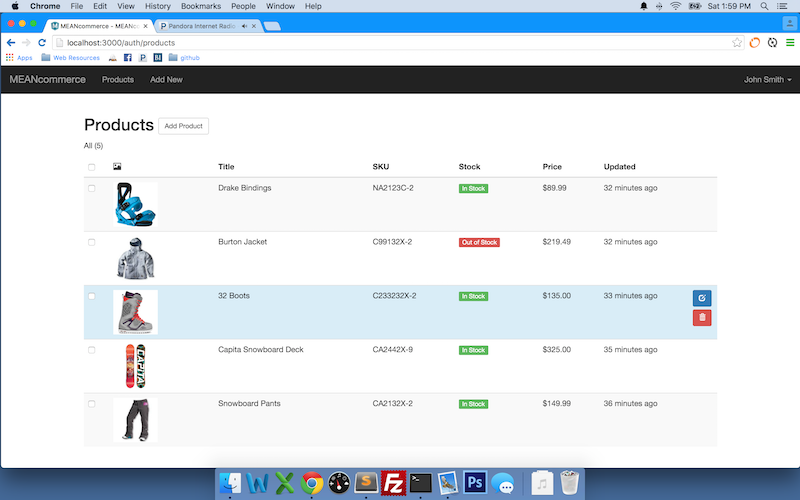 Chrome File Edit View History Bookmarks People Window Help Sat 1:59 PM
MEANcommerce - MEANc Pandora Internet Radio
localhost:3000/auth/products
Apps Web Resources github
MEANcommerce Products Add New John Smith
Products Add Product
All (5)
Title SKU Stock Price Updated
Drake Bindings NA2123C-2 In Stock $89.99 32 minutes ago
Burton Jacket C99132X-2 Out of Stock $219.49 32 minutes ago
32 Boots C233232X-2 In Stock $135.00 33 minutes ago
Capita Snowboard Deck CA2442X-9 In Stock $325.00 35 minutes ago
CAPITA
Snowboard Pants CA2132X-2 In Stock $149.99 36 minutes ago
W X S Fz Ps